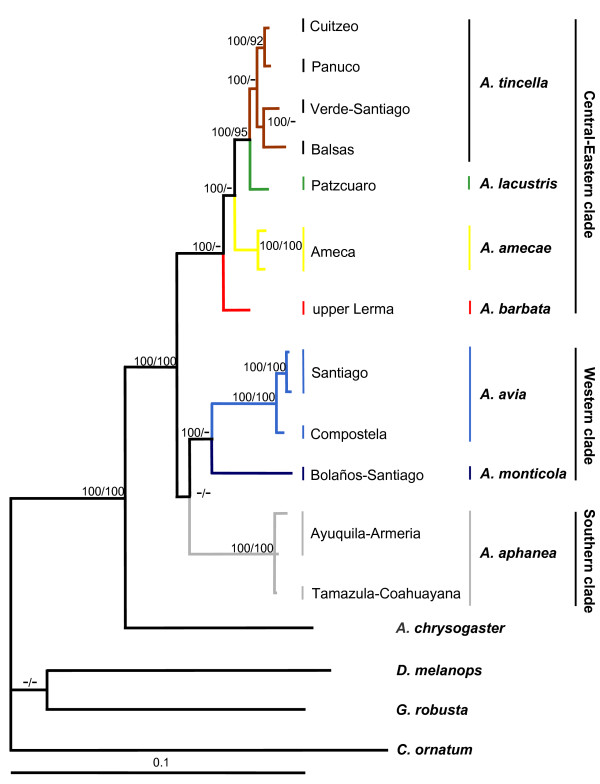 Cuitzeo
100/92
Panuco
100/-
A. tincella
Verde-Santiago
100/-
100/95
Balsas
Patzcuaro
A. lacustris
100/-
100/-
100/100
Ameca
A. amecae
upper Lerma
A. barbata
Central-Eastern clade
100/100
100/100
Santiago
100/100
A. avia
100/-
Compostela
Bolaños-Santiago
A. monticola
Western clade
100/100
-/-
Ayuquila-Armeria
100/100
A. aphanea
Tamazula-Coahuayana
Southern clade
A. chrysogaster
-/-
D. melanops
G. robusta
C. ornatum
0.1